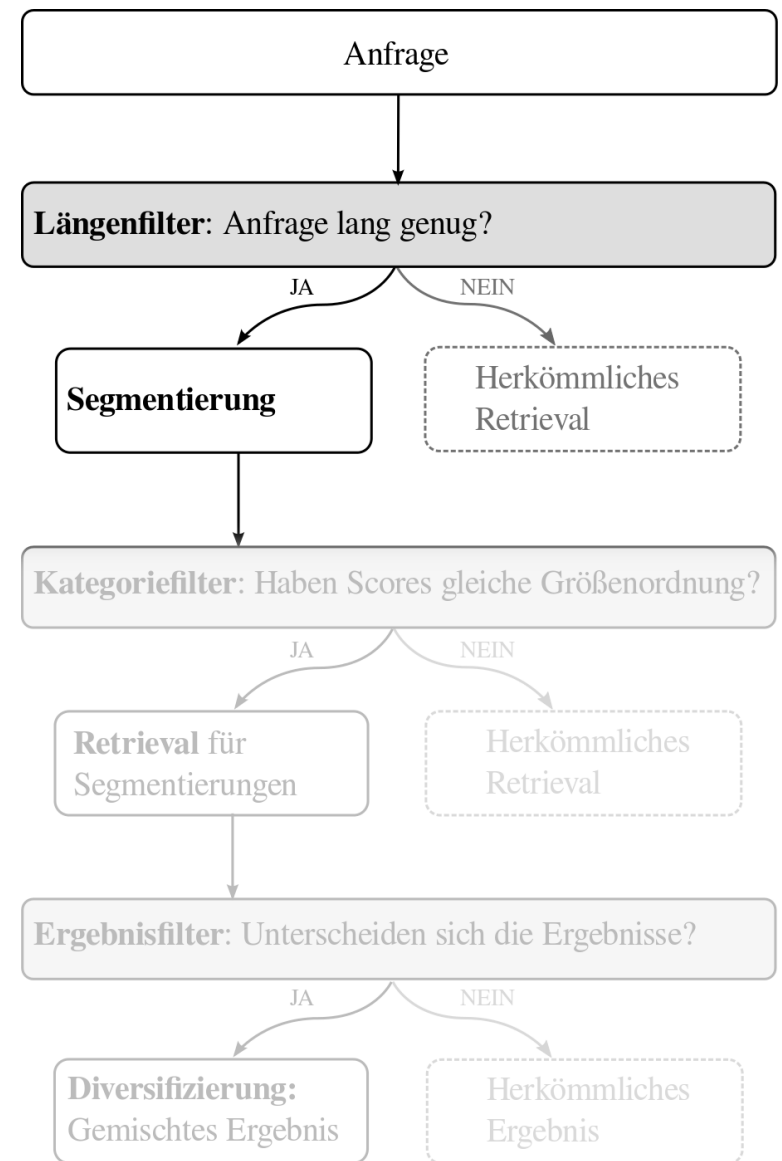 Anfrage
Längenfilter: Anfrage lang genug?
JA
NEIN
Segmentierung
Herkömmliches
Retrieval
Kategoriefilter: Haben Scores gleiche Größenordnung?
JA
NEIN
Retrieval für
Segmentierungen
Herkömmliches
Retrieval
Ergebnisfilter: Unterscheiden sich die Ergebnisse?
JA
NEIN
Diversifizierung:
Gemischtes Ergebnis
Herkömmliches
Ergebnis